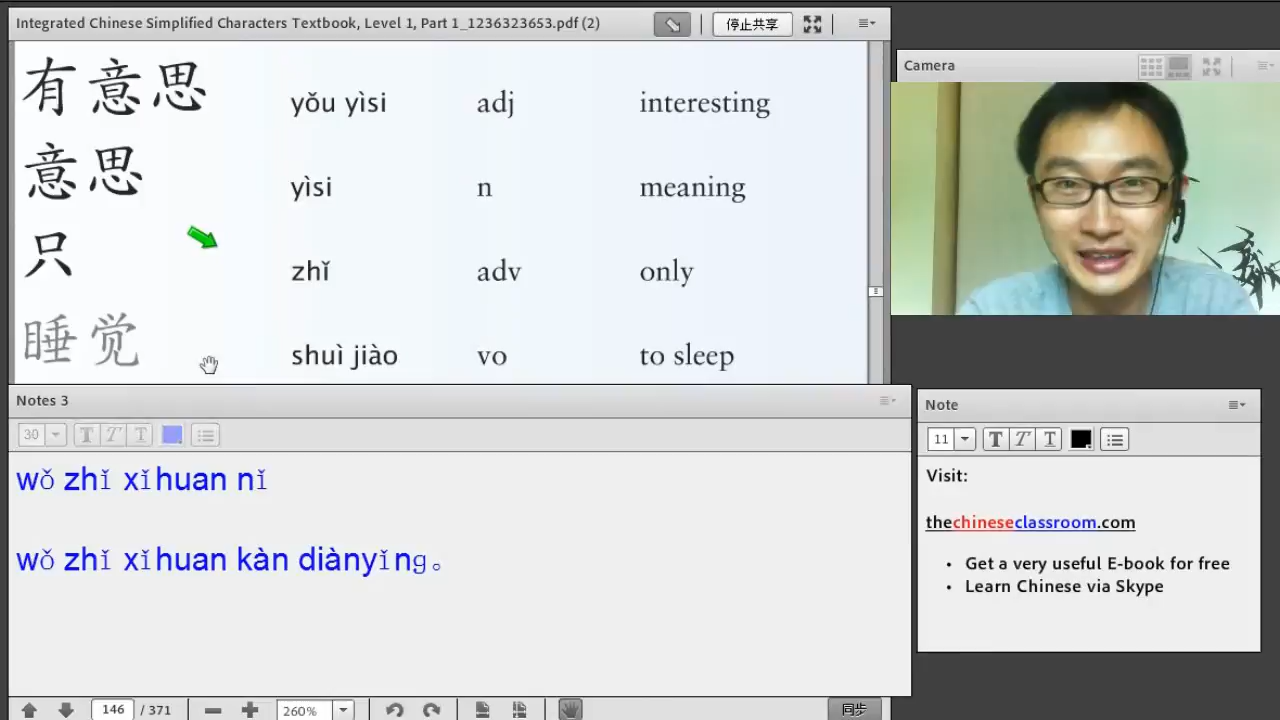 Integrated Chinese Simplified Characters Textbook, Level 1, Part 1_1236323653.pdf (2)
停止共享
有意思 yǒu yìsi adj interesting
意思 yìsi n meaning
只 zhǐ adv only
睡觉 shuì jiào vo to sleep
Camera
Notes 3
30 T T T
wǒ zhǐ xǐhuan nǐ
wǒ zhǐ xǐhuan kàn diànyǐng。
146 / 371 260% 同步
Note
11 T T T
Visit:
thechineseclassroom.com
• Get a very useful E-book for free
• Learn Chinese via Skype